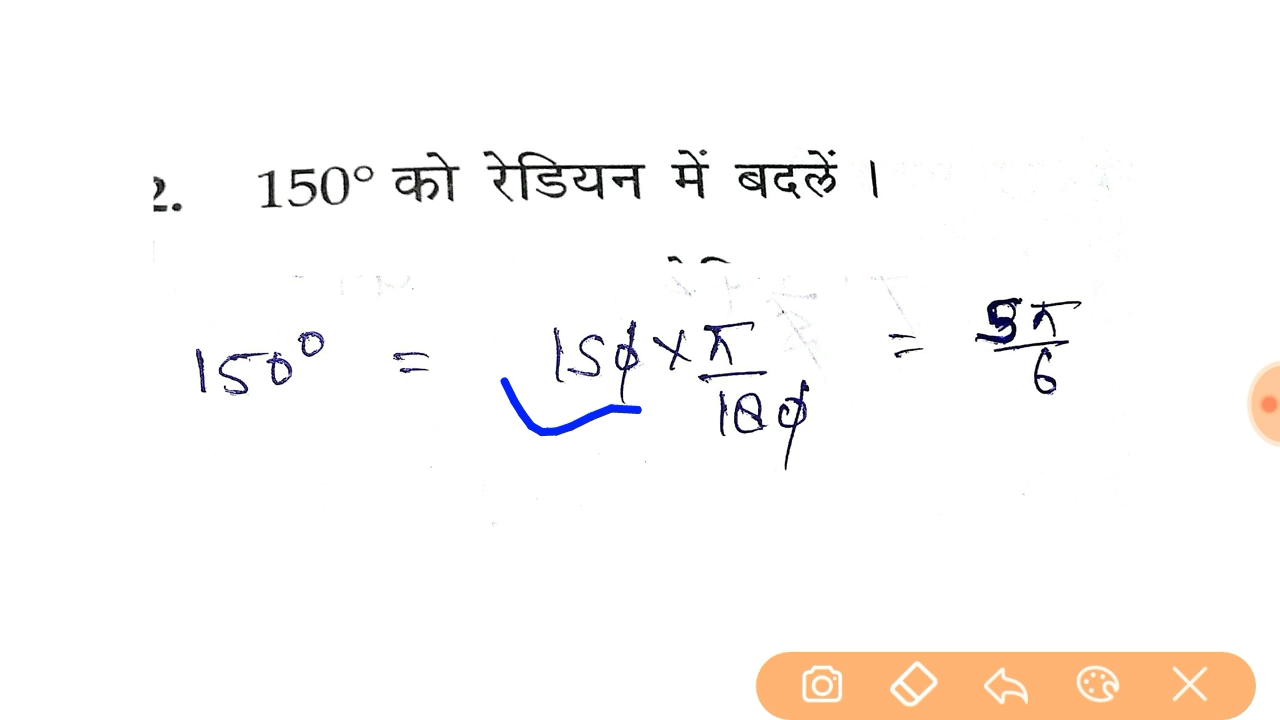 2. 150° को रेडियन में बदलें ।
150° = 150 × π/180 = 5π/6